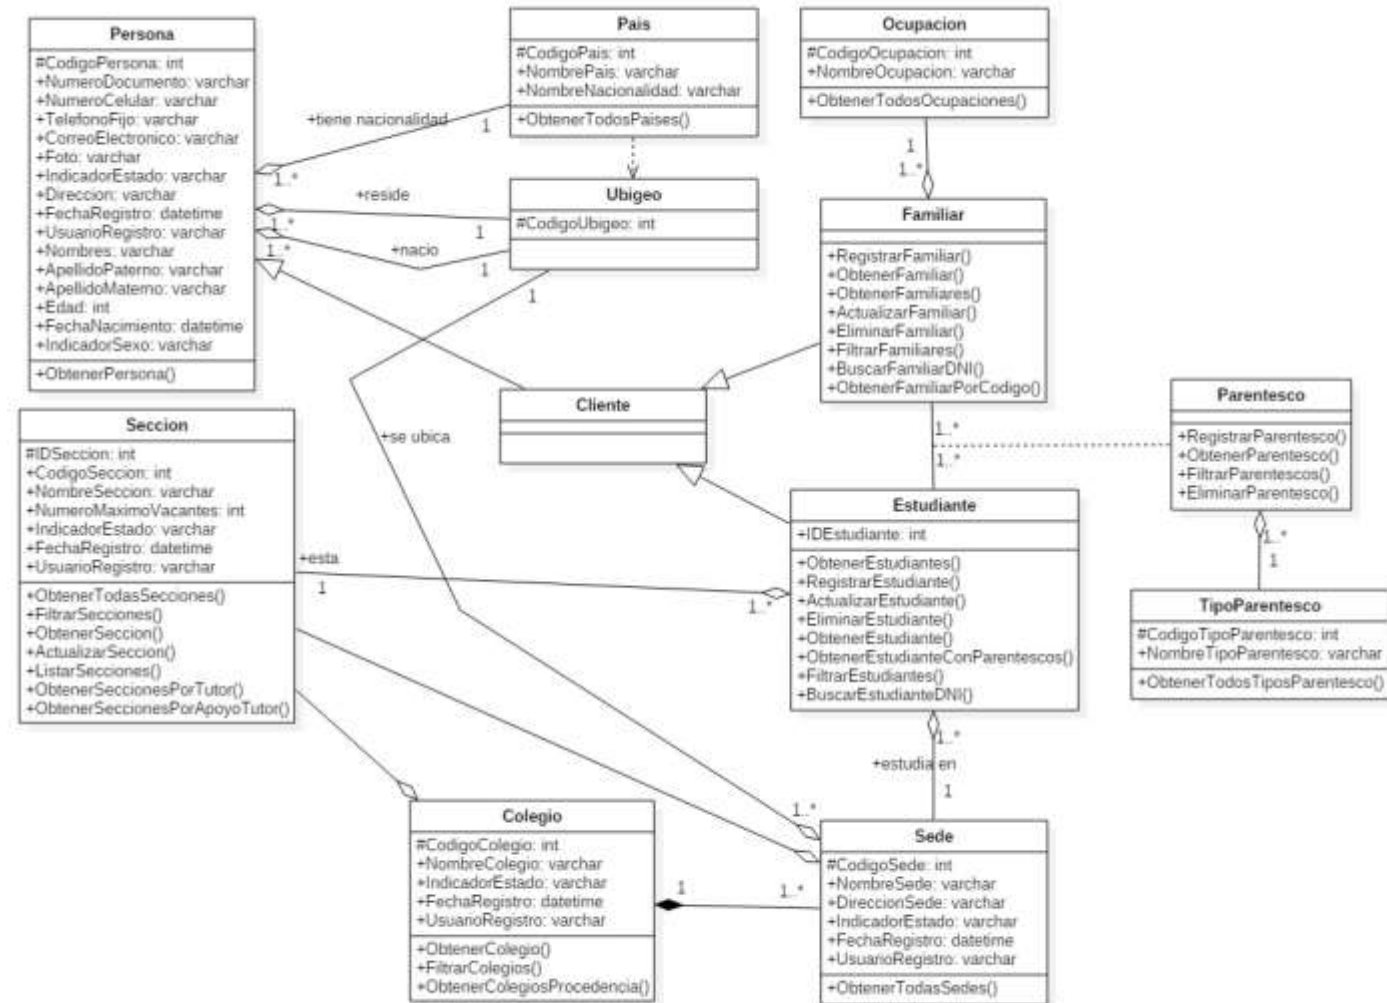 Persona
#CodigoPersona: int
+NumeroDocumento: varchar
+NumeroCelular: varchar
+TelefonoFijo: varchar
+CorreoElectronico: varchar
+Foto: varchar
+IndicadorEstado: varchar
+Direccion: varchar
+FechaRegistro: datetime
+UsuarioRegistro: varchar
+Nombres: varchar
+ApellidoPaterno: varchar
+ApellidoMaterno: varchar
+Edad: int
+FechaNacimiento: datetime
+IndicadorSexo: varchar
+ObtenerPersona()
Pais
#CodigoPais: int
+NombrePais: varchar
+NombreNacionalidad: varchar
+ObtenerTodosPaises()
Ocupacion
#CodigoOcupacion: int
+NombreOcupacion: varchar
+ObtenerTodosOcupaciones()
+tiene nacionalidad
1
1..*
1
1..*
Ubigeo
#CodigoUbigeo: int
+reside
1..*
1
+nacio
1..*
1
1
Familiar
+RegistrarFamiliar()
+ObtenerFamiliar()
+ObtenerFamiliares()
+ActualizarFamiliar()
+EliminarFamiliar()
+FiltrarFamiliares()
+BuscarFamiliarDNI()
+ObtenerFamiliarPorCodigo()
Cliente
+se ubica
1..*
1..*
Parentesco
+RegistrarParentesco()
+ObtenerParentesco()
+FiltrarParentescos()
+EliminarParentesco()
1..*
1
Seccion
#IDSeccion: int
+CodigoSeccion: int
+NombreSeccion: varchar
+NumeroMaximoVacantes: int
+IndicadorEstado: varchar
+FechaRegistro: datetime
+UsuarioRegistro: varchar
+ObtenerTodasSecciones()
+FiltrarSecciones()
+ObtenerSeccion()
+ActualizarSeccion()
+ListarSecciones()
+ObtenerSeccionesPorTutor()
+ObtenerSeccionesPorApoyoTutor()
+esta
1
1..*
Estudiante
+IDEstudiante: int
+ObtenerEstudiantes()
+RegistrarEstudiante()
+ActualizarEstudiante()
+EliminarEstudiante()
+ObtenerEstudiante()
+ObtenerEstudianteConParentescos()
+FiltrarEstudiantes()
+BuscarEstudianteDNI()
TipoParentesco
#CodigoTipoParentesco: int
+NombreTipoParentesco: varchar
+ObtenerTodosTiposParentesco()
1..*
+estudia en
1
1..*
Colegio
#CodigoColegio: int
+NombreColegio: varchar
+IndicadorEstado: varchar
+FechaRegistro: datetime
+UsuarioRegistro: varchar
+ObtenerColegio()
+FiltrarColegios()
+ObtenerColegiosProcedencia()
1
1..*
Sede
#CodigoSede: int
+NombreSede: varchar
+DireccionSede: varchar
+IndicadorEstado: varchar
+FechaRegistro: datetime
+UsuarioRegistro: varchar
+ObtenerTodasSedes()